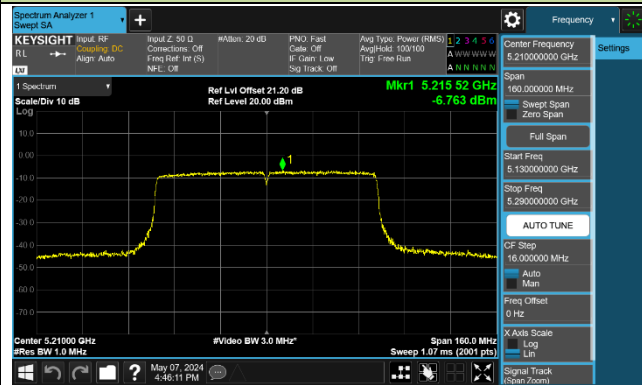 Spectrum Analyzer 1
Swept SA
+
Frequency
KEYSIGHT
RL
LXI
Input: RF
Coupling: DC
Align: Auto
Input Z: 50 Ω
Corrections: Off
Freq Ref: Int (S)
NFE: Off
#Atten: 20 dB
PNO: Fast
Gate: Off
IF Gain: Low
Sig Track: Off
Avg Type: Power (RMS)
Avg|Hold: 100/100
Trig: Free Run
1 2 3 4 5 6
A W W W W W
A N N N N N
1 Spectrum
Scale/Div 10 dB
Ref Lvl Offset 21.20 dB
Ref Level 20.00 dBm
Mkr1 5.215 52 GHz
-6.763 dBm
Log
10.0
0.00
-10.0
-20.0
-30.0
-40.0
-50.0
-60.0
-70.0
1
Center 5.21000 GHz
#Res BW 1.0 MHz
#Video BW 3.0 MHz*
Span 160.0 MHz
Sweep 1.07 ms (2001 pts)
May 07, 2024
4:46:11 PM
?
Center Frequency
5.210000000 GHz
Span
160.000000 MHz
Swept Span
Zero Span
Full Span
Start Freq
5.130000000 GHz
Stop Freq
5.290000000 GHz
AUTO TUNE
CF Step
16.000000 MHz
Auto
Man
Freq Offset
0 Hz
X Axis Scale
Log
Lin
Signal Track
(Span Zoom)
Settings